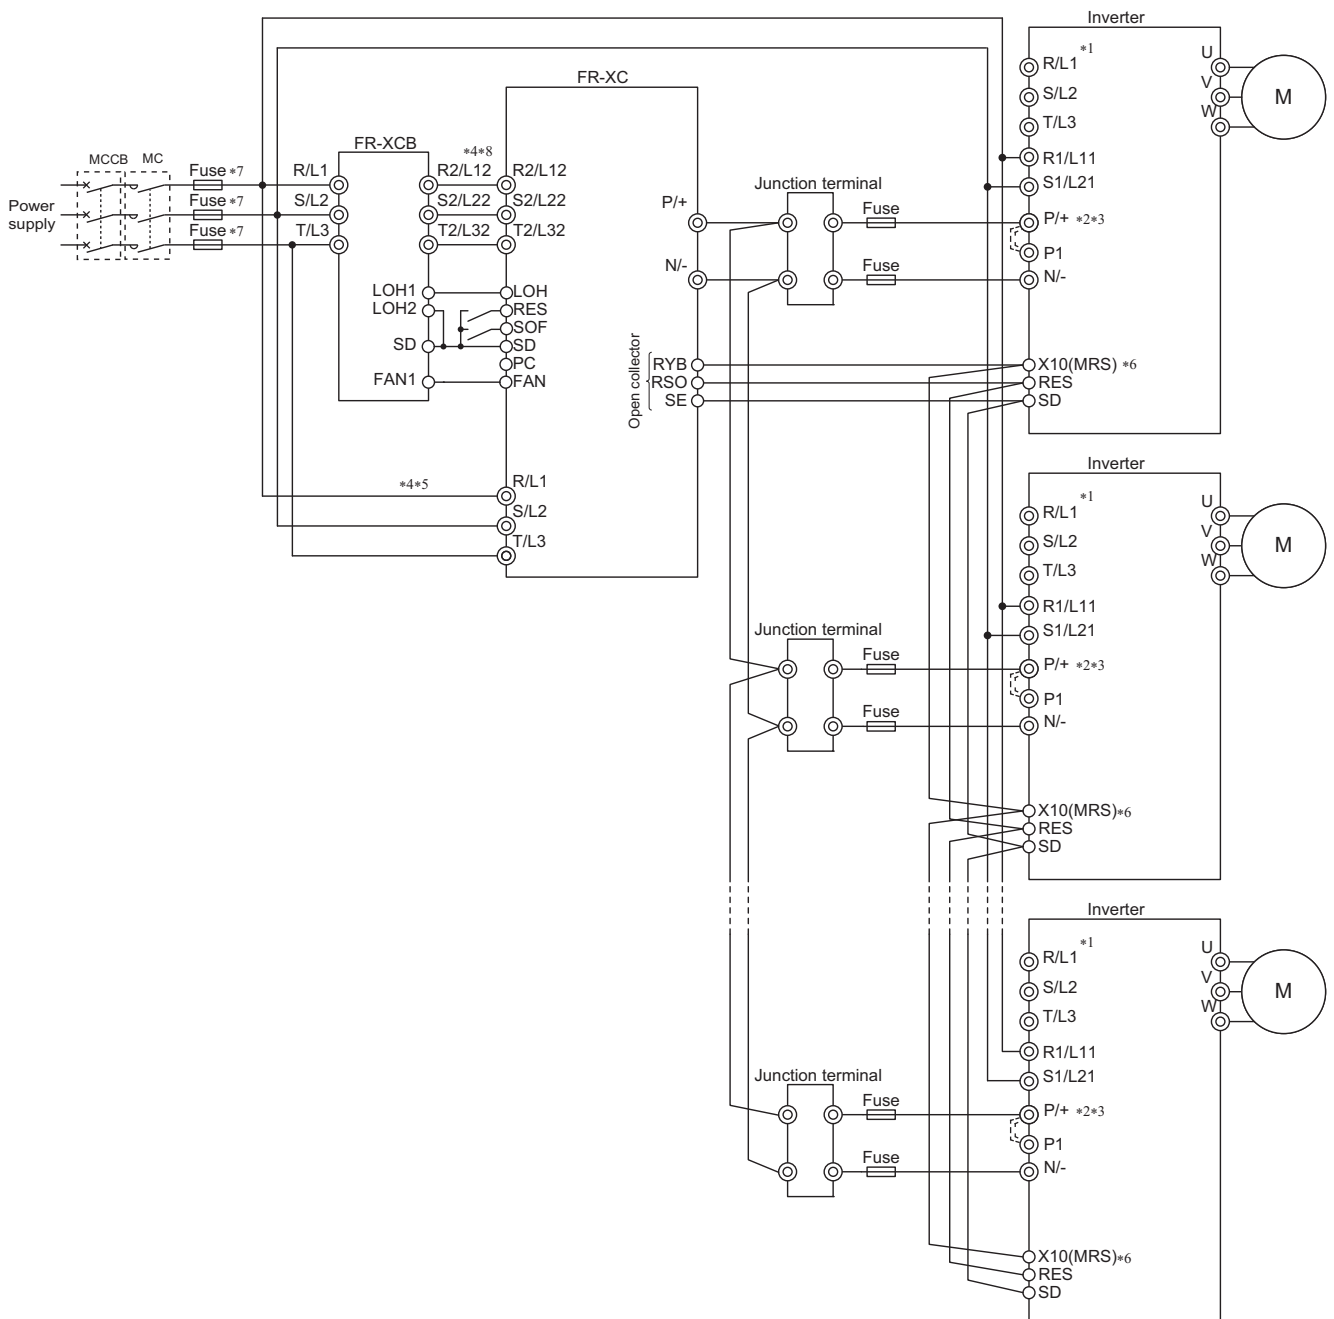 Inverter
FR-XC
R/L1 *1
S/L2
T/L3
R1/L11
S1/L21
P/+ *2*3
P1
N/-
X10(MRS) *6
RES
SD
U
V
W
M
MCCB
MC
Power
supply
Fuse *7
Fuse *7
Fuse *7
FR-XCB
R/L1
S/L2
T/L3
*4*8
R2/L12
S2/L22
T2/L32
LOH1
LOH2
SD
FAN1
R2/L12
S2/L22
T2/L32
LOH
RES
SOF
SD
PC
FAN
*4*5
R/L1
S/L2
T/L3
P/+
N/-
Open collector
RYB
RSO
SE
Junction terminal
Fuse
Fuse
Inverter
R/L1 *1
S/L2
T/L3
R1/L11
S1/L21
P/+ *2*3
P1
N/-
X10(MRS)*6
RES
SD
U
V
W
M
Junction terminal
Fuse
Fuse
Inverter
R/L1 *1
S/L2
T/L3
R1/L11
S1/L21
P/+ *2*3
P1
N/-
X10(MRS)*6
RES
SD
U
V
W
M
Junction terminal
Fuse
Fuse